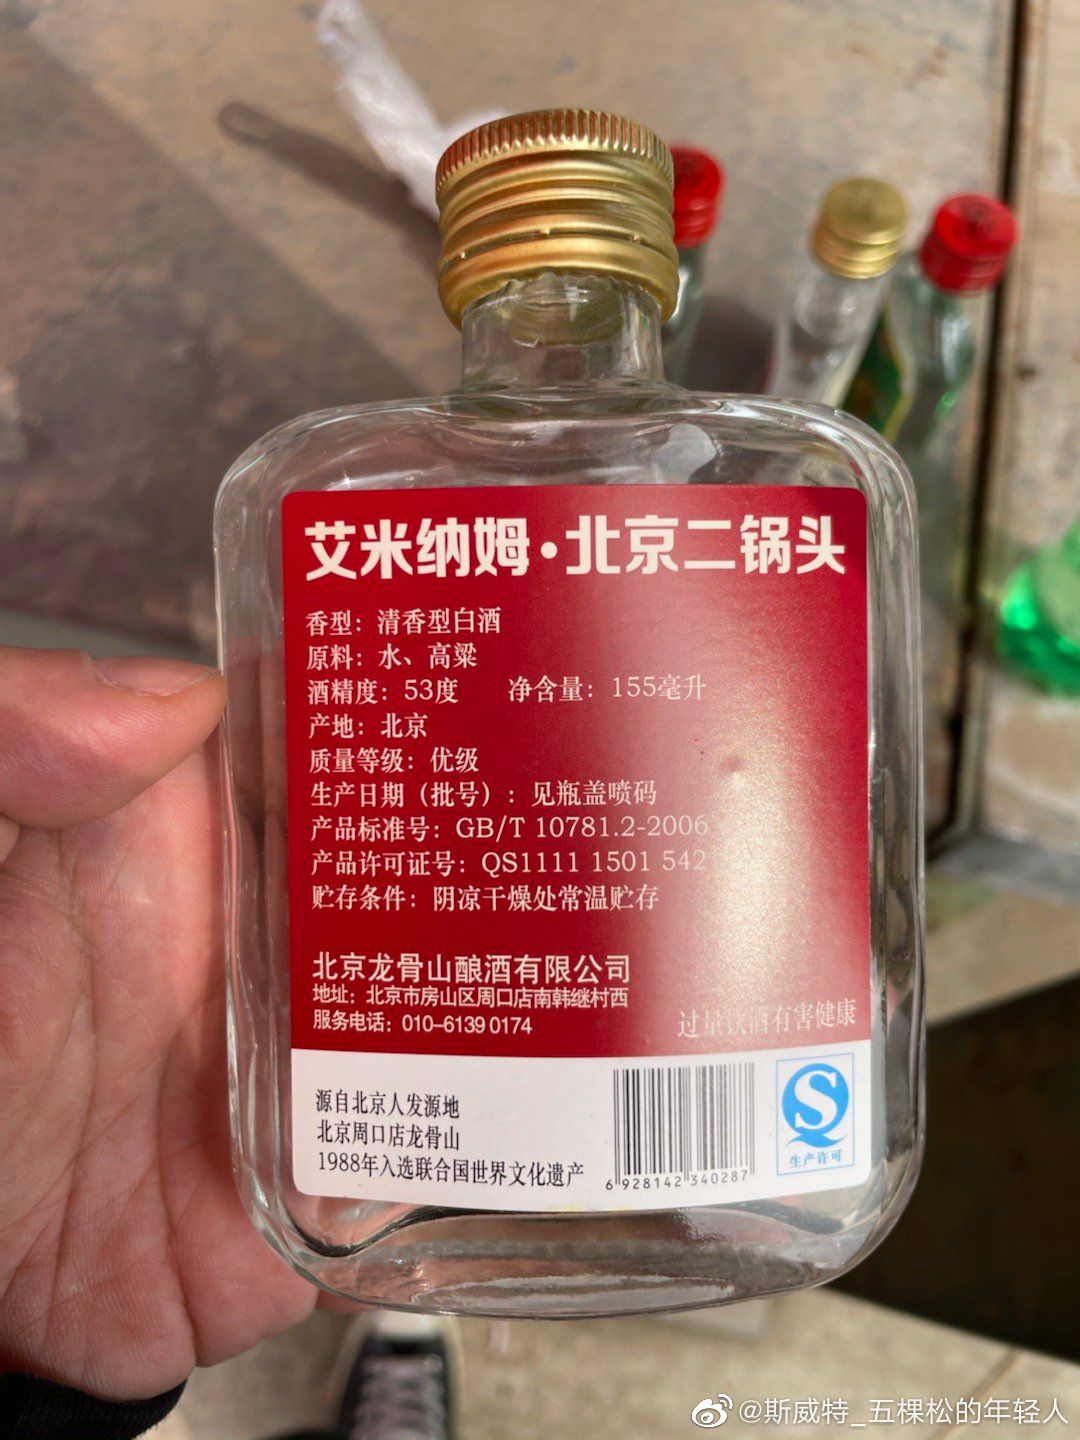 艾米纳姆·北京二锅头
香型：清香型白酒
原料：水、高粱
酒精度：53度 净含量：155毫升
产地：北京
质量等级：优级
生产日期（批号）：见瓶盖喷码
产品标准号：GB/T 10781.2-2006
产品许可证号：QS1111 1501 542
贮存条件：阴凉干燥处常温贮存
北京龙骨山酿酒有限公司
地址：北京市房山区周口店南韩继村西
服务电话：010-6139 0174
过量饮酒有害健康
源自北京人发源地
北京周口店龙骨山
1988年入选联合国世界文化遗产
6 928142 340287
生产许可
@斯威特_五棵松的年轻人